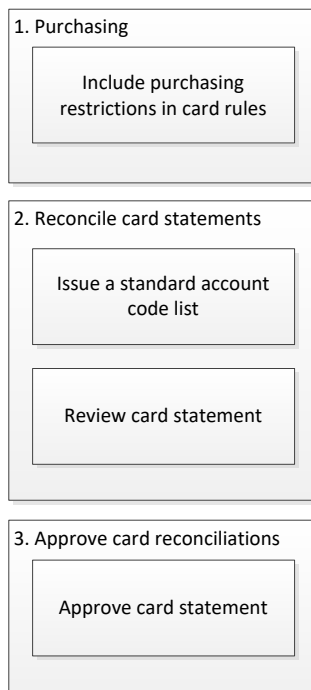 1. Purchasing
Include purchasing
restrictions in card rules
2. Reconcile card statements
Issue a standard account
code list
Review card statement
3. Approve card reconciliations
Approve card statement